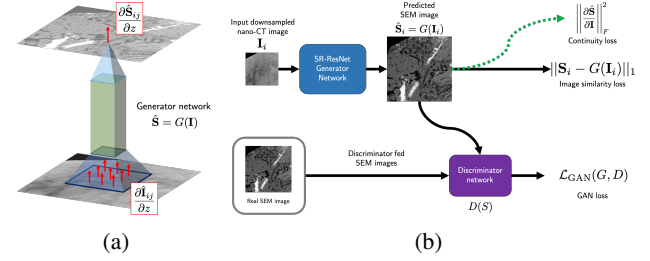 ∂Ŝ_ij/∂z
Generator network
Ŝ = G(I)
∂Î_ij/∂z
(a)
Input downsampled
nano-CT image
I_i
SR-ResNet
Generator
Network
Predicted
SEM image
Ŝ_i = G(I_i)
||∂Ŝ/∂I||²_F
Continuity loss
||S_i − G(I_i)||_1
Image similarity loss
Real SEM image
Discriminator fed
SEM images
Discriminator
network
D(S)
L_GAN(G, D)
GAN loss
(b)